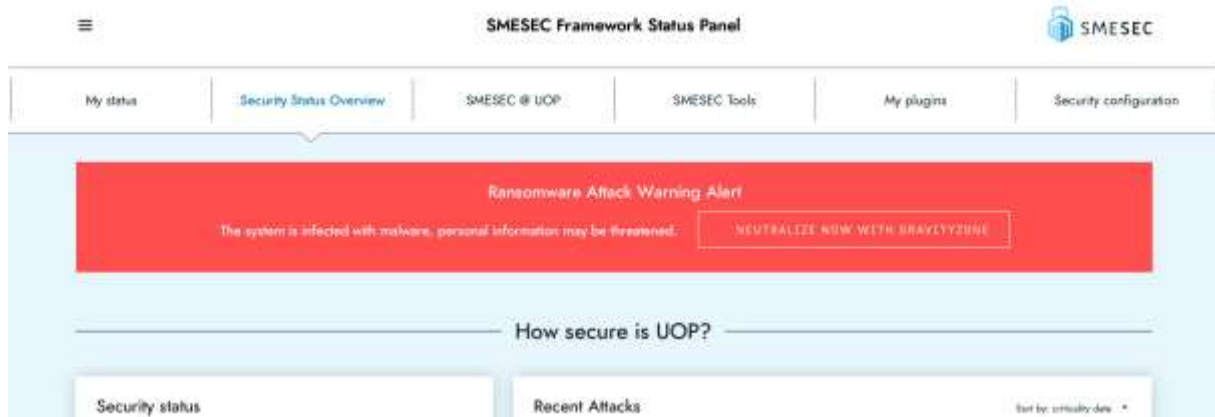 SMESEC Framework Status Panel
SMESEC
My status
Security Status Overview
SMESEC @ UOP
SMESEC Tools
My plugins
Security configuration
Ransomware Attack Warning Alert
The system is infected with malware, personal information may be threatened.
NEUTRALIZE NOW WITH GRAVITYZONE
How secure is UOP?
Security status
Recent Attacks
Sort by: criticality date